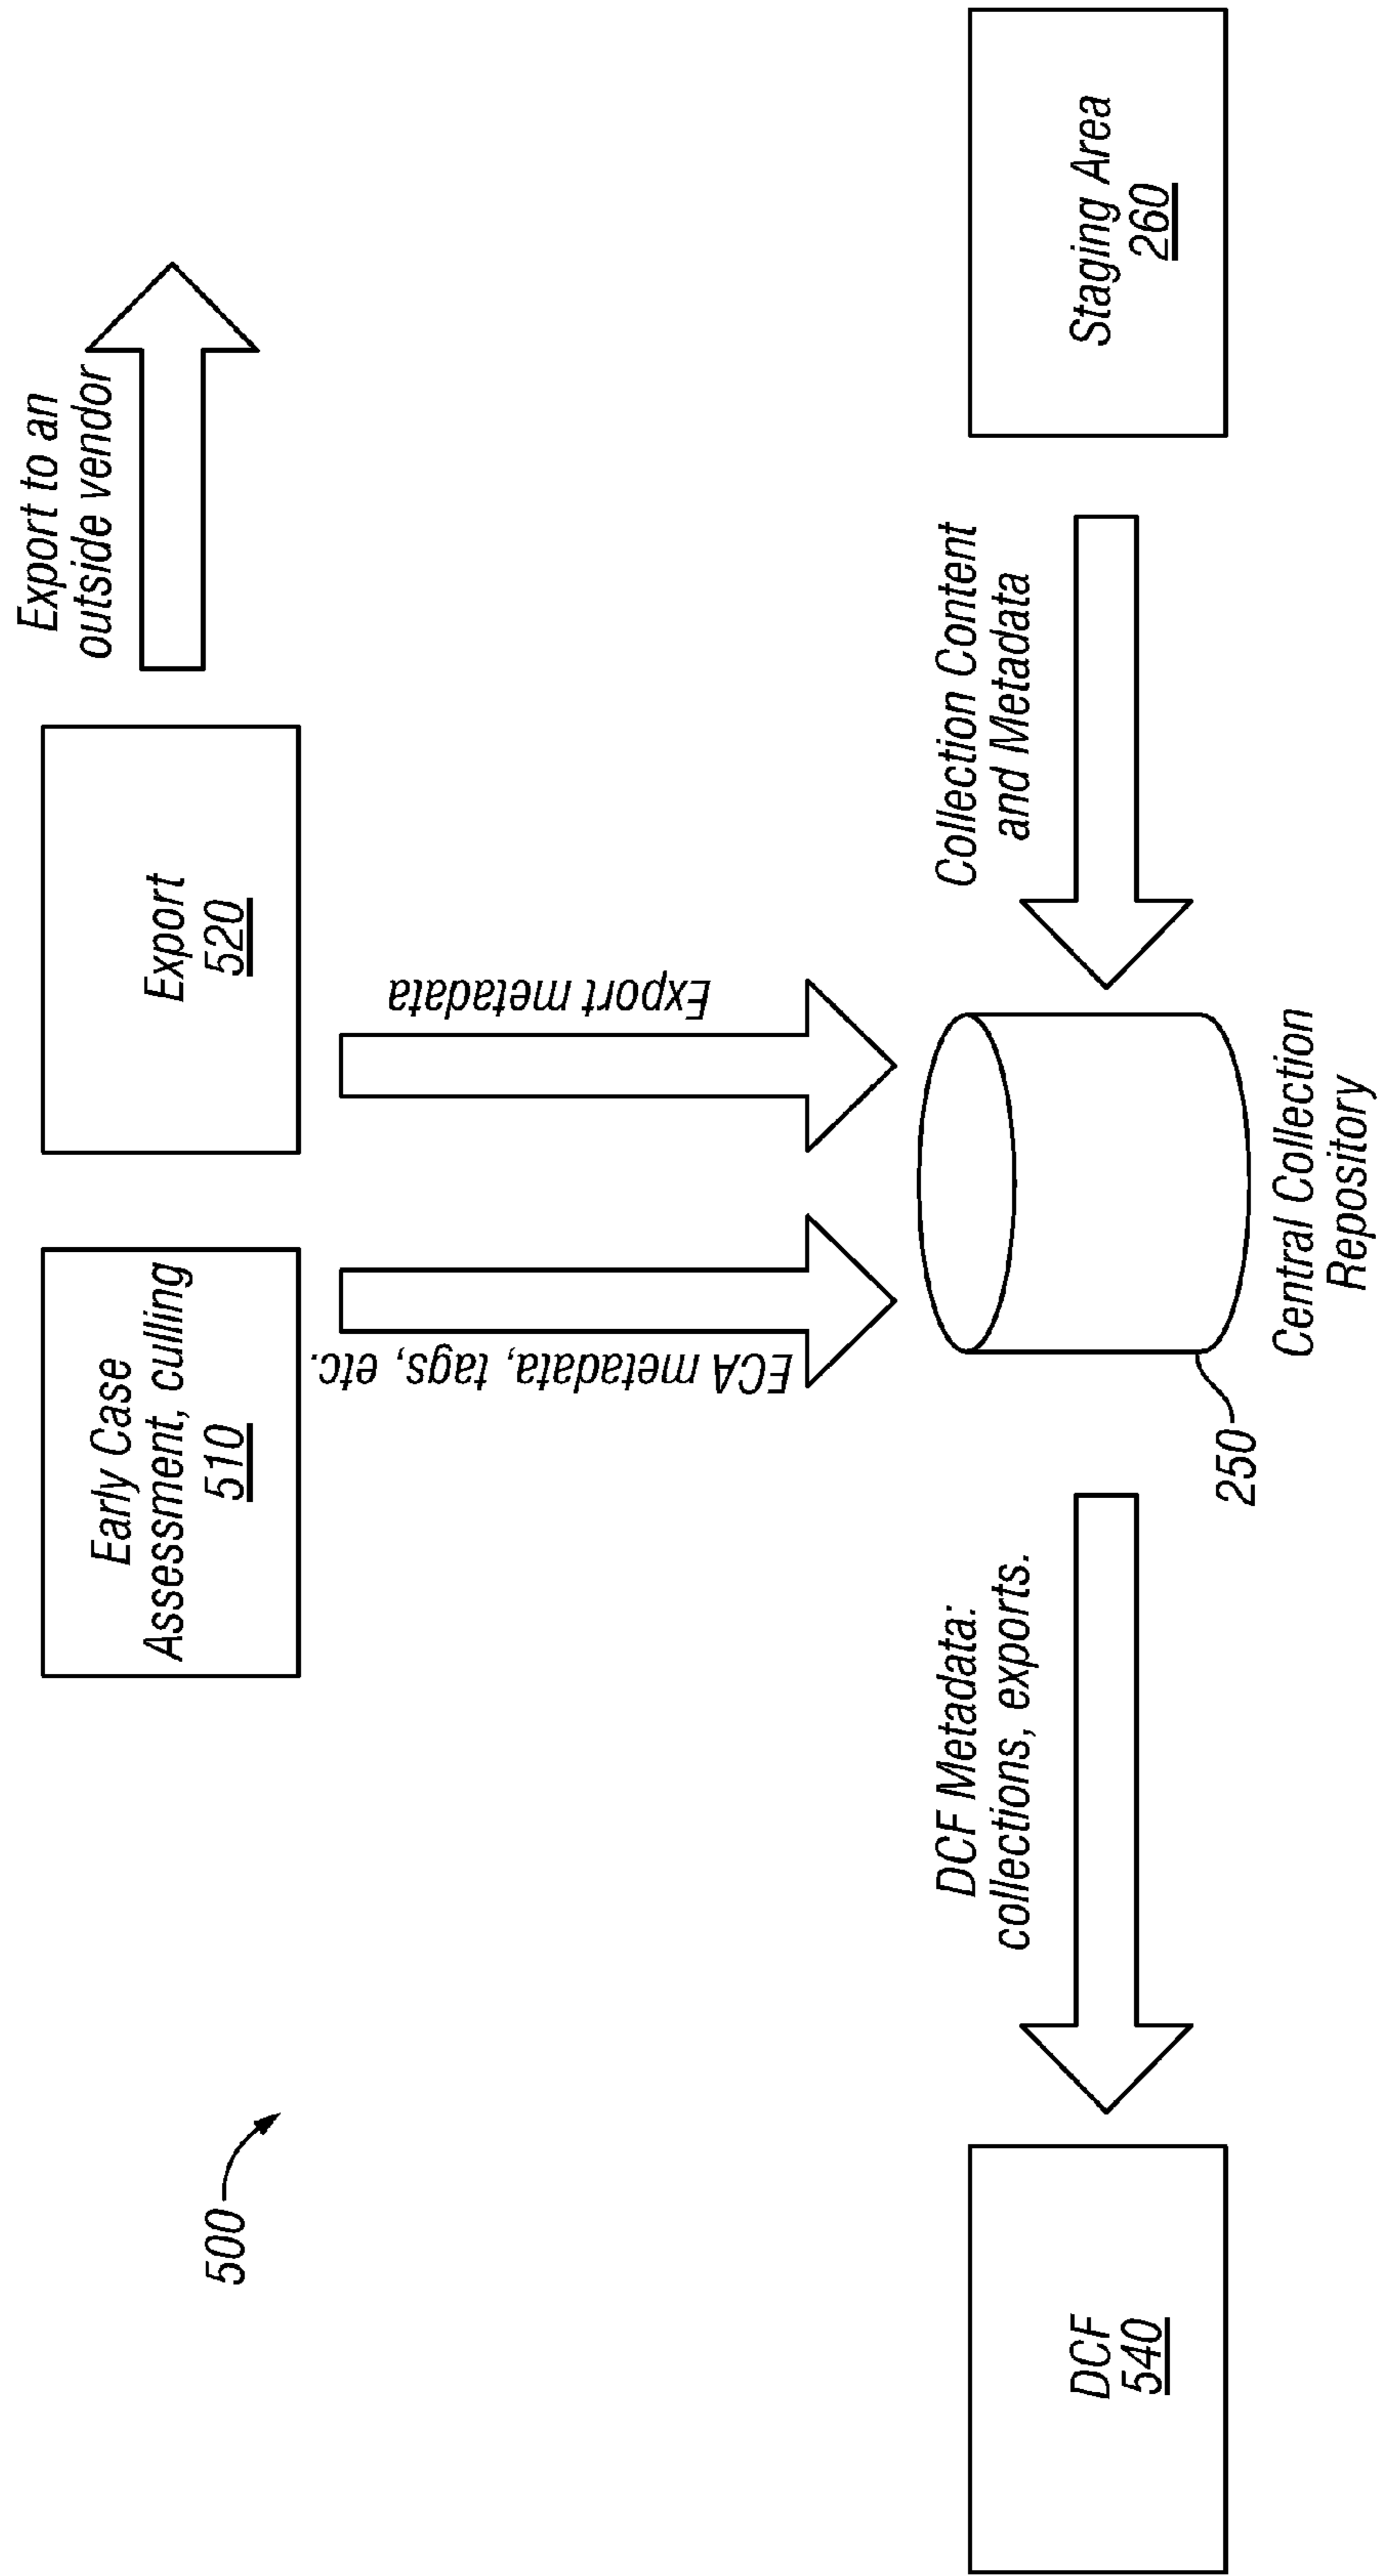 500
Early Case
Assessment, culling
510
Export
520
Export to an
outside vendor
ECA metadata, tags, etc.
Export metadata
DCF
540
DCF Metadata:
collections, exports.
250
Central Collection
Repository
Collection Content
and Metadata
Staging Area
260